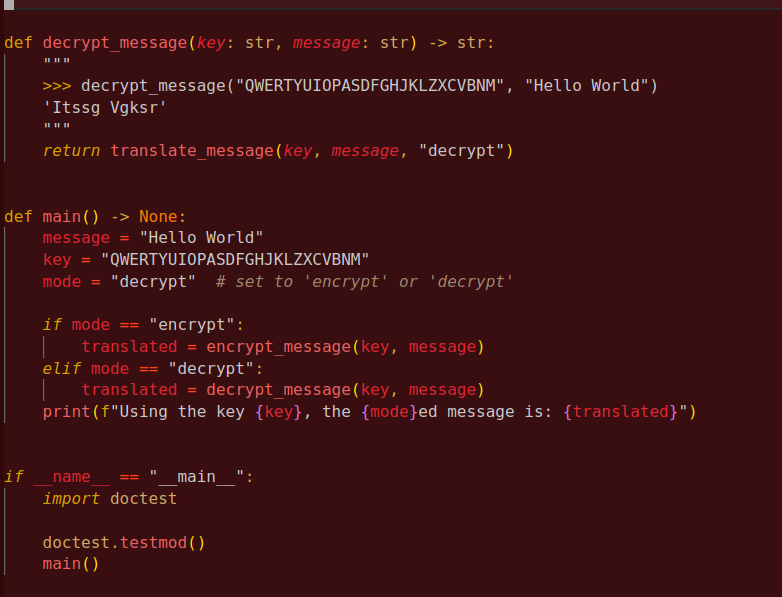 def decrypt_message(key: str, message: str) -> str:
    """
    >>> decrypt_message("QWERTYUIOPASDFGHJKLZXCVBNM", "Hello World")
    'Itssg Vgksr'
    """
    return translate_message(key, message, "decrypt")
def main() -> None:
    message = "Hello World"
    key = "QWERTYUIOPASDFGHJKLZXCVBNM"
    mode = "decrypt"  # set to 'encrypt' or 'decrypt'
    if mode == "encrypt":
        translated = encrypt_message(key, message)
    elif mode == "decrypt":
        translated = decrypt_message(key, message)
    print(f"Using the key {key}, the {mode}ed message is: {translated}")
if __name__ == "__main__":
    import doctest
    doctest.testmod()
    main()